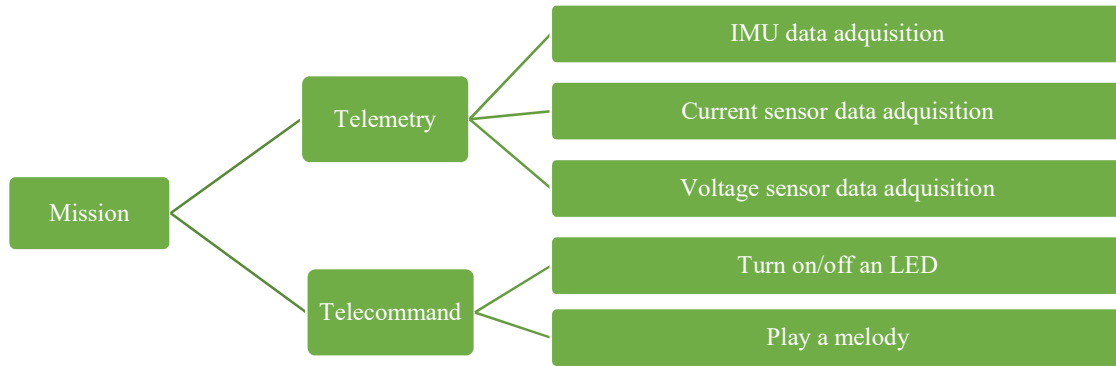 Mission
Telemetry
IMU data adquisition
Current sensor data adquisition
Voltage sensor data adquisition
Telecommand
Turn on/off an LED
Play a melody